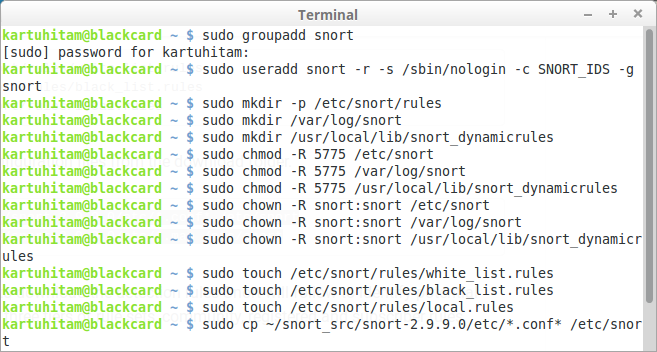 Terminal
kartuhitam@blackcard ~ $ sudo groupadd snort
[sudo] password for kartuhitam:
kartuhitam@blackcard ~ $ sudo useradd snort -r -s /sbin/nologin -c SNORT_IDS -g
snort
kartuhitam@blackcard ~ $ sudo mkdir -p /etc/snort/rules
kartuhitam@blackcard ~ $ sudo mkdir /var/log/snort
kartuhitam@blackcard ~ $ sudo mkdir /usr/local/lib/snort_dynamicrules
kartuhitam@blackcard ~ $ sudo chmod -R 5775 /etc/snort
kartuhitam@blackcard ~ $ sudo chmod -R 5775 /var/log/snort
kartuhitam@blackcard ~ $ sudo chmod -R 5775 /usr/local/lib/snort_dynamicrules
kartuhitam@blackcard ~ $ sudo chown -R snort:snort /etc/snort
kartuhitam@blackcard ~ $ sudo chown -R snort:snort /var/log/snort
kartuhitam@blackcard ~ $ sudo chown -R snort:snort /usr/local/lib/snort_dynamicr
ules
kartuhitam@blackcard ~ $ sudo touch /etc/snort/rules/white_list.rules
kartuhitam@blackcard ~ $ sudo touch /etc/snort/rules/black_list.rules
kartuhitam@blackcard ~ $ sudo touch /etc/snort/rules/local.rules
kartuhitam@blackcard ~ $ sudo cp ~/snort_src/snort-2.9.9.0/etc/*.conf* /etc/snor
t